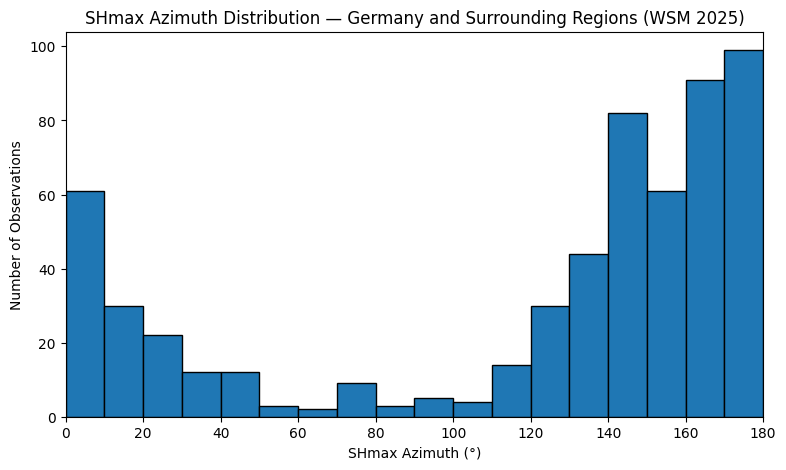 SHmax Azimuth Distribution — Germany and Surrounding Regions (WSM 2025)
Number of Observations
100
80
60
40
20
0
0 20 40 60 80 100 120 140 160 180
SHmax Azimuth (°)